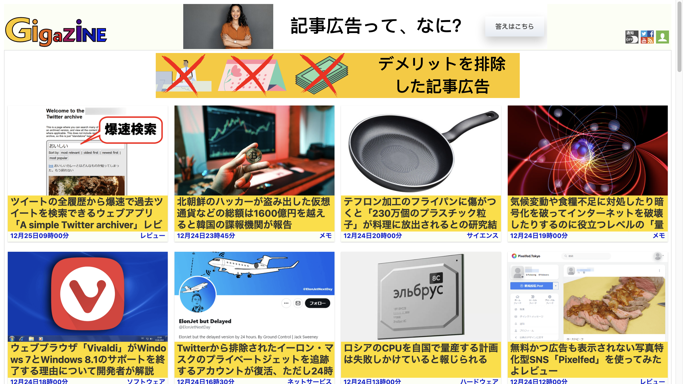 GIGAZINE
記事広告って、なに?
答えはこちら
デメリットを排除
した記事広告
Welcome to the
Twitter archive
爆速検索
おいしい
ツイートの全履歴から爆速で過去ツ
イートを検索できるウェブアプリ
「A simple Twitter archiver」レビ
12月25日09時00分
レビュー
北朝鮮のハッカーが盗み出した仮想
通貨などの総額は1600億円を越え
ると韓国の諜報機関が報告
12月24日23時45分
メモ
テフロン加工のフライパンに傷がつ
くと「230万個のプラスチック粒
子」が料理に放出されるとの研究結
12月24日20時00分
サイエンス
気候変動や食糧不足に対処したり暗
号化を破ってインターネットを破壊
したりするのに役立つレベルの「量
12月24日19時00分
メモ
ウェブブラウザ「Vivaldi」がWindo
ws 7とWindows 8.1のサポートを終
了する理由について開発者が解説
12月24日18時00分
ソフトウェア
ElonJet but Delayed
@ElonJetNextDay
フォロー
Elon Jet but the delayed version by 24 hours. By Ground Control | Jack Sweeney
Twitterから排除されたイーロン・マ
スクのプライベートジェットを追跡
するアカウントが復活、ただし24時
12月24日16時30分
ネットサービス
8C
эльбрус
ロシアのCPUを自国で量産する計画
は失敗しかけていると報じられる
12月24日13時00分
ハードウェア
Pixelfed Tokyo
無料かつ広告も表示されない写真特
化型SNS「Pixelfed」を使ってみた
よレビュー
12月24日12時00分
レビュー